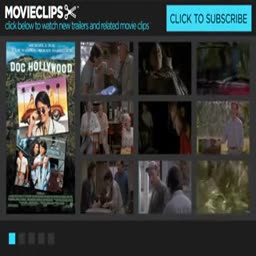 MOVIECLIPS
click below to watch new trailers and related movie clips
CLICK TO SUBSCRIBE
DOC HOLLYWOOD